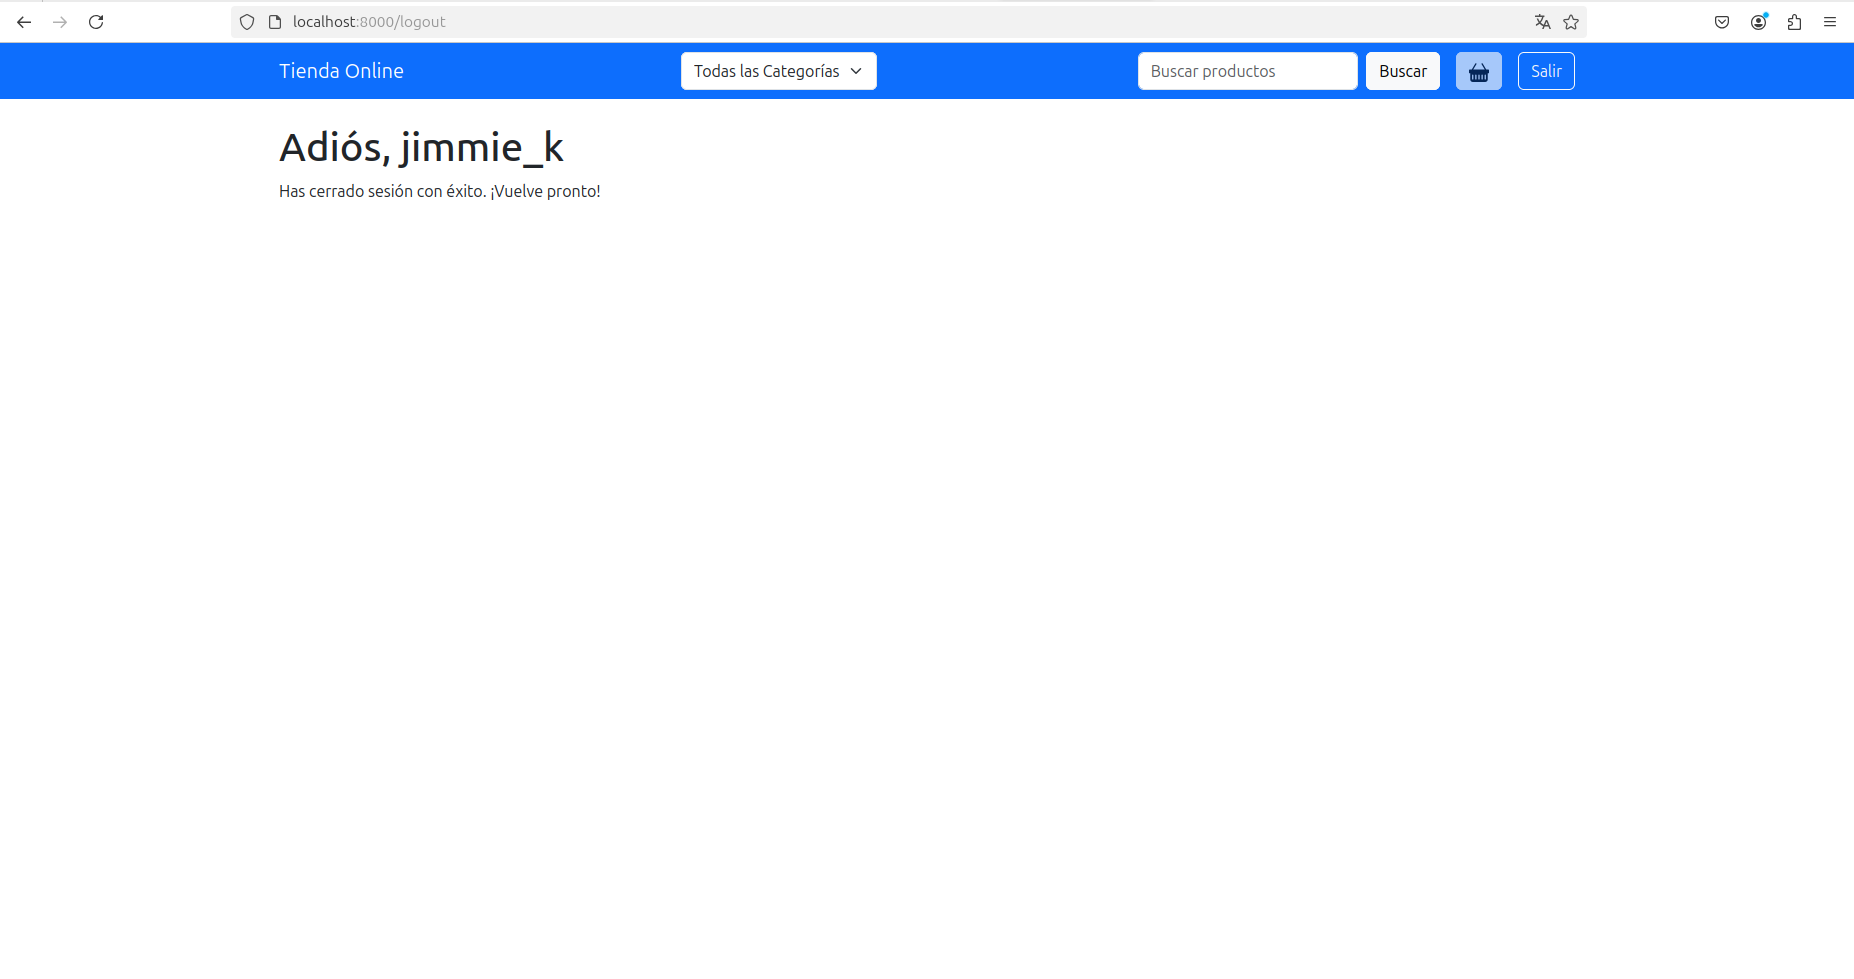 localhost:8000/logout
Tienda Online
Todas las Categorías
Buscar productos
Buscar
Salir
Adiós, jimmie_k
Has cerrado sesión con éxito. ¡Vuelve pronto!